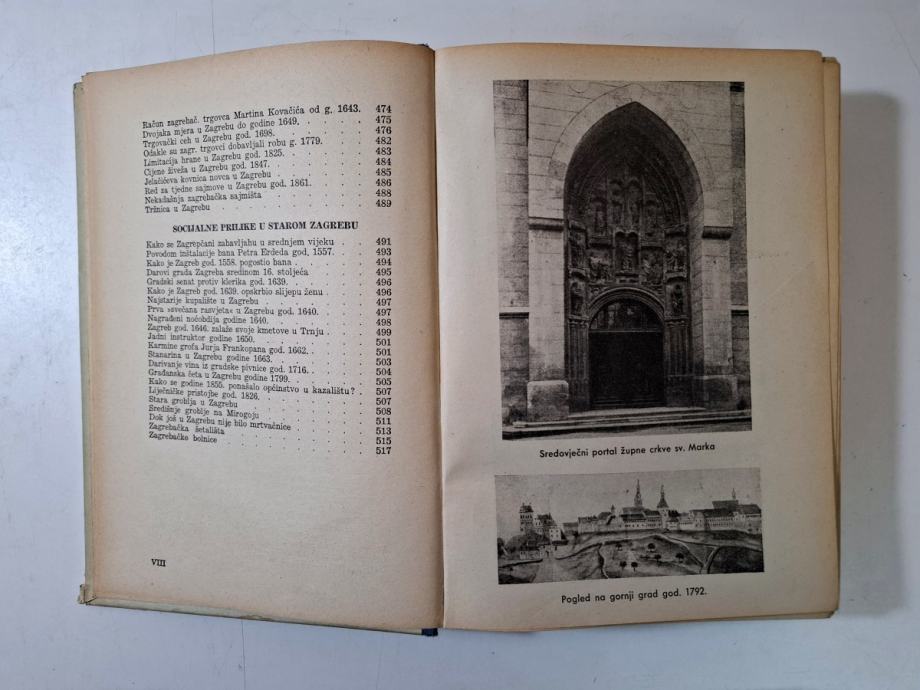 Račun zagrebač. trgovca Martina Kovačića od g. 1643. 474
Dvojaka mjera u Zagrebu do godine 1649. . . . 475
Trgovački ceh u Zagrebu god. 1698. . . . . 476
Odakle su zagr. trgovci dobavljali robu g. 1779. . . 482
Limitacija hrane u Zagrebu god. 1825. . . . . 483
Cijene živeža u Zagrebu god. 1847. . . . . 484
Jelačićeva kovnica novca u Zagrebu . . . . 485
Red za tjedne sajmove u Zagrebu god. 1861. . . . 486
Nekadašnja zagrebačka sajmišta . . . . 488
Tržnica u Zagrebu . . . . . . 489
SOCIJALNE PRILIKE U STAROM ZAGREBU
Kako se Zagrepčani zabavljahu u srednjem vijeku . . 491
Povodom inštalacije bana Petra Erdeda god. 1557. . . 493
Kako je Zagreb god. 1558. pogostio bana . . . 494
Darovi grada Zagreba sredinom 16. stoljeća . . . 495
Gradski senat protiv klerika god. 1639. . . . 496
Kako je god. 1639. opskrbio slijepu ženu . . . 496
Najstarije kupalište u Zagrebu . . . . 497
Prva »svečana rasvjeta« u Zagrebu god. 1640. . . 497
Nagrađeni noćobdija godine 1640. . . . . 498
Zagreb god. 1646. zalaže svoje kmetove u Trnju . . 499
Jadni instruktor godine 1650. . . . . 501
Karmine grofa Jurja Frankopana god. 1662. . . . 501
Stanarina u Zagrebu godine 1663. . . . . 503
Darivanje vina iz gradske pivnice god. 1716. . . . 504
Građanska četa u Zagrebu godine 1799. . . . 505
Kako se godine 1855. ponašalo općinstvo u kazalištu? . 507
Liječničke pristojbe god. 1826. . . . . 507
Stara groblja u Zagrebu . . . . . 508
Središnje groblje na Mirogoju . . . . 511
Dok još u Zagrebu nije bilo mrtvačnice . . . 513
Zagrebačka šetališta . . . . . 515
Zagrebačke bolnice . . . . . 517
VIII
Sredovječni portal župne crkve sv. Marka
Pogled na gornji grad god. 1792.